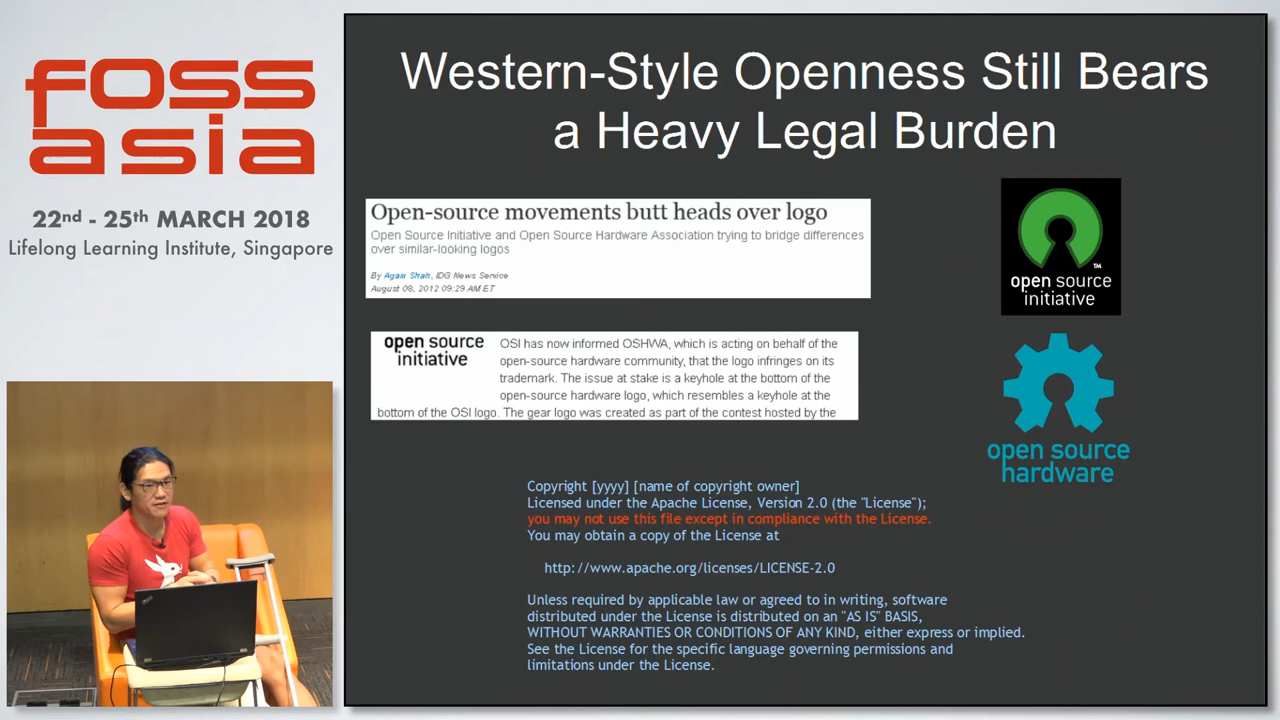 foss
asia
22nd - 25th MARCH 2018
Lifelong Learning Institute, Singapore
Western-Style Openness Still Bears
a Heavy Legal Burden
Open-source movements butt heads over logo
Open Source Initiative and Open Source Hardware Association trying to bridge differences
over similar-looking logos
By Agam Shah, IDG News Service
August 08, 2012 09:29 AM ET
open source
initiative
OSI has now informed OSHWA, which is acting on behalf of the
open-source hardware community, that the logo infringes on its
trademark. The issue at stake is a keyhole at the bottom of the
open-source hardware logo, which resembles a keyhole at the
bottom of the OSI logo. The gear logo was created as part of the contest hosted by the
TM
open source
initiative
open source
hardware
Copyright [yyyy] [name of copyright owner]
Licensed under the Apache License, Version 2.0 (the "License");
you may not use this file except in compliance with the License.
You may obtain a copy of the License at
http://www.apache.org/licenses/LICENSE-2.0
Unless required by applicable law or agreed to in writing, software
distributed under the License is distributed on an "AS IS" BASIS,
WITHOUT WARRANTIES OR CONDITIONS OF ANY KIND, either express or implied.
See the License for the specific language governing permissions and
limitations under the License.